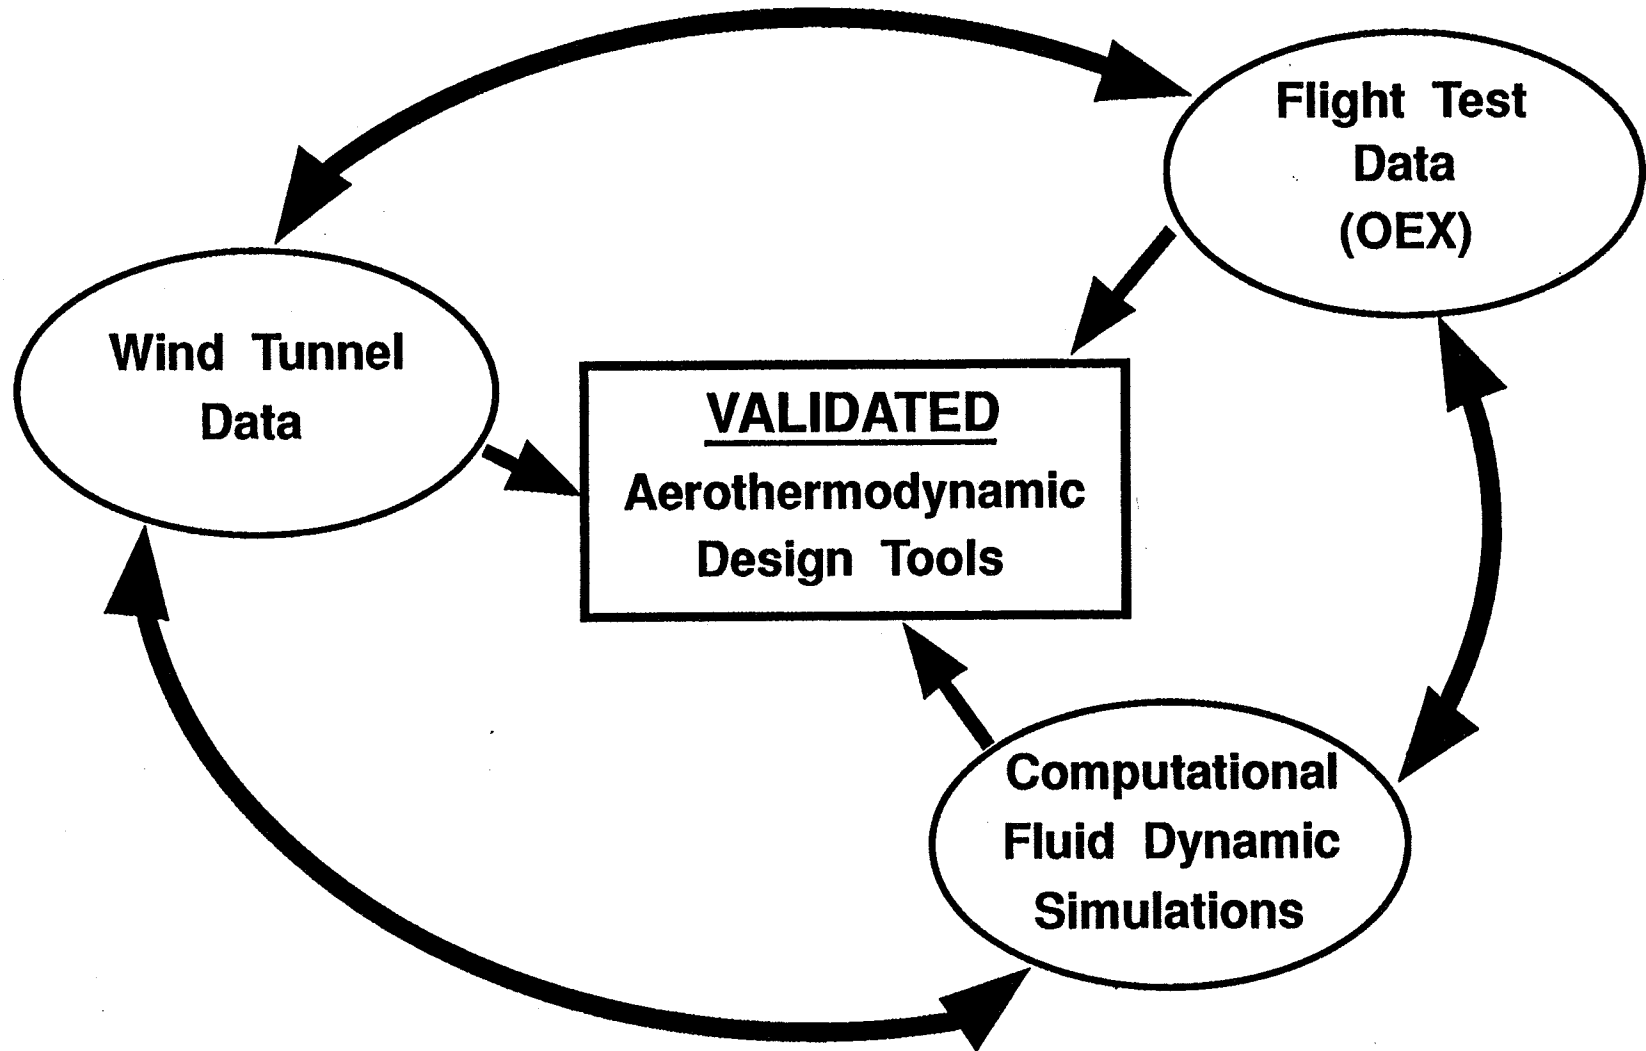 Flight Test
Data
(OEX)
Wind Tunnel
Data
VALIDATED
Aerothermodynamic
Design Tools
Computational
Fluid Dynamic
Simulations